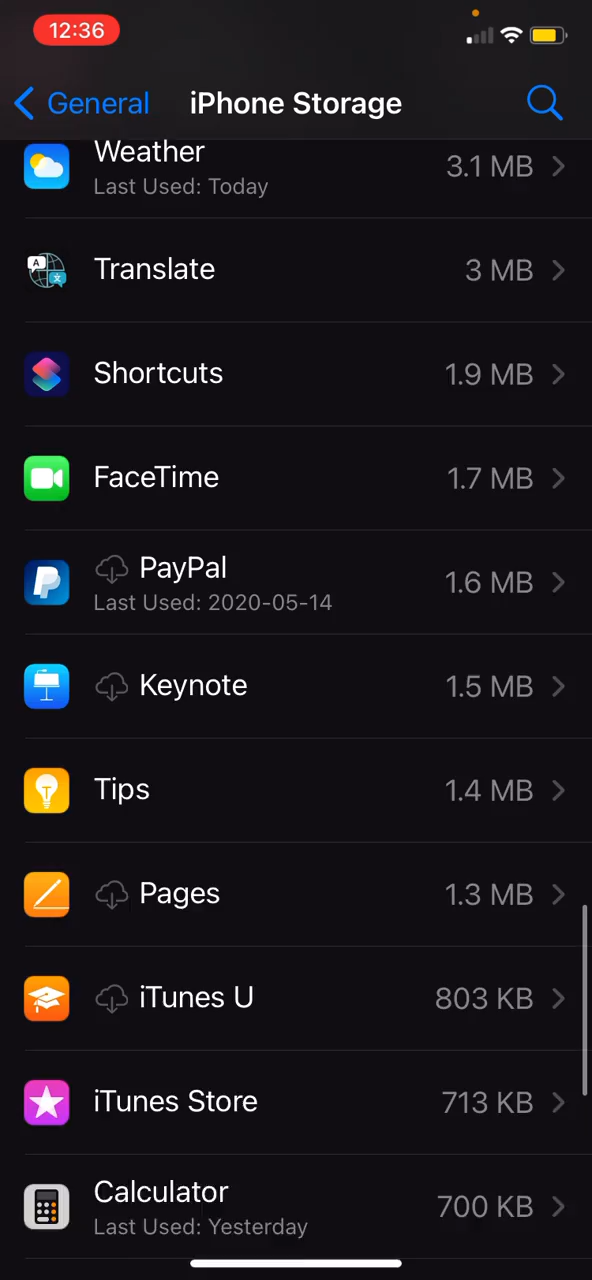 12:36
General
iPhone Storage
Weather
3.1 MB
Last Used: Today
Translate
3 MB
Shortcuts
1.9 MB
FaceTime
1.7 MB
PayPal
1.6 MB
Last Used: 2020-05-14
Keynote
1.5 MB
Tips
1.4 MB
Pages
1.3 MB
iTunes U
803 KB
iTunes Store
713 KB
Calculator
700 KB
Last Used: Yesterday